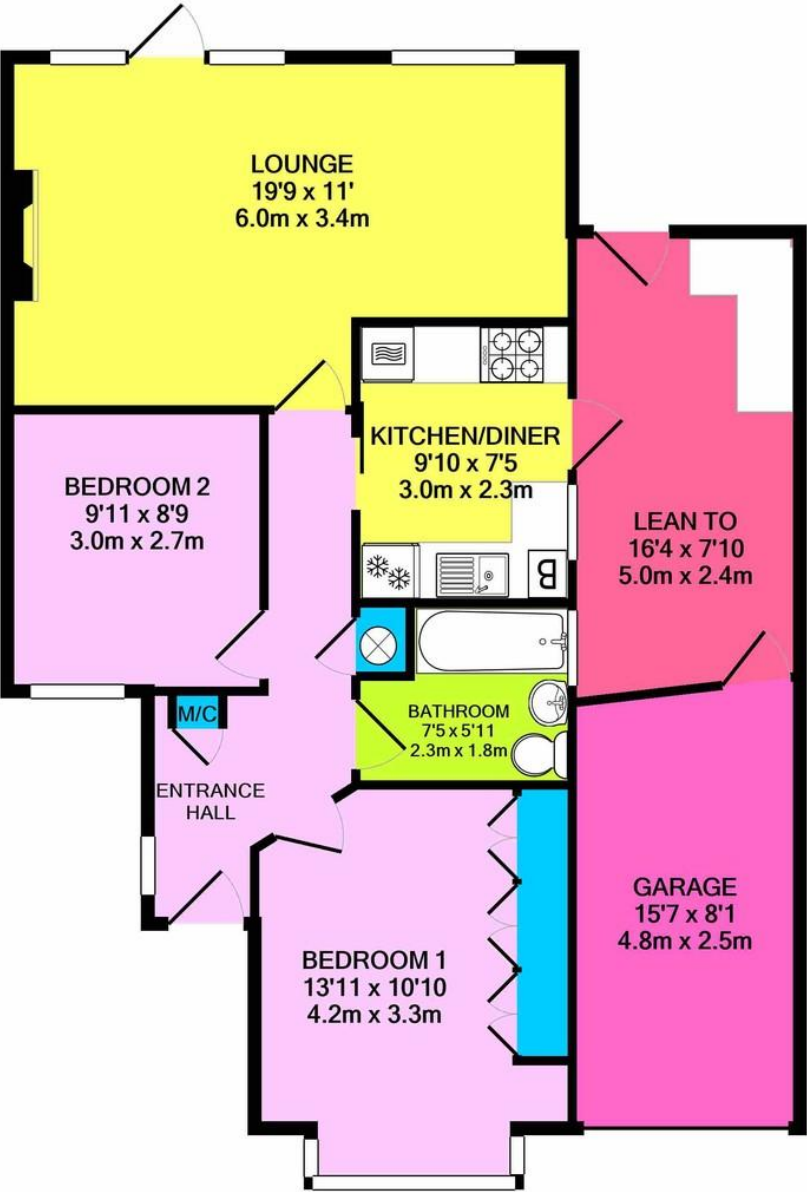 LOUNGE
19'9 x 11'
6.0m x 3.4m
KITCHEN/DINER
9'10 x 7'5
3.0m x 2.3m
BEDROOM 2
9'11 x 8'9
3.0m x 2.7m
LEAN TO
16'4 x 7'10
5.0m x 2.4m
B
M/C
BATHROOM
7'5 x 5'11
2.3m x 1.8m
ENTRANCE
HALL
GARAGE
15'7 x 8'1
4.8m x 2.5m
BEDROOM 1
13'11 x 10'10
4.2m x 3.3m